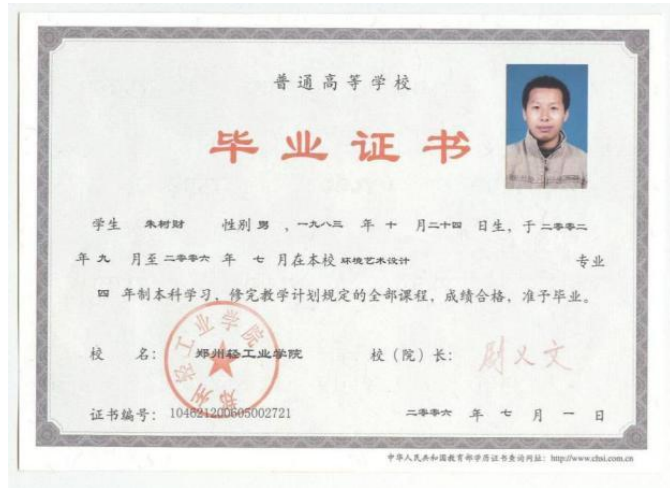 普通高等学校
毕业证书
学生 朱树财 性别 男 ，一九八三 年 十 月二十四 日生，于 二零零二
年 九 月至 二零零六 年 七 月在本校 环境艺术设计 专业
四 年制本科学习，修完教学计划规定的全部课程，成绩合格，准予毕业。
校 名： 郑州轻工业学院 校（院）长：
郑州轻工业学院
证书编号： 104621200605002721 二零零六 年 七 月 一 日
中华人民共和国教育部学历证书查询网址：http://www.chsi.com.cn